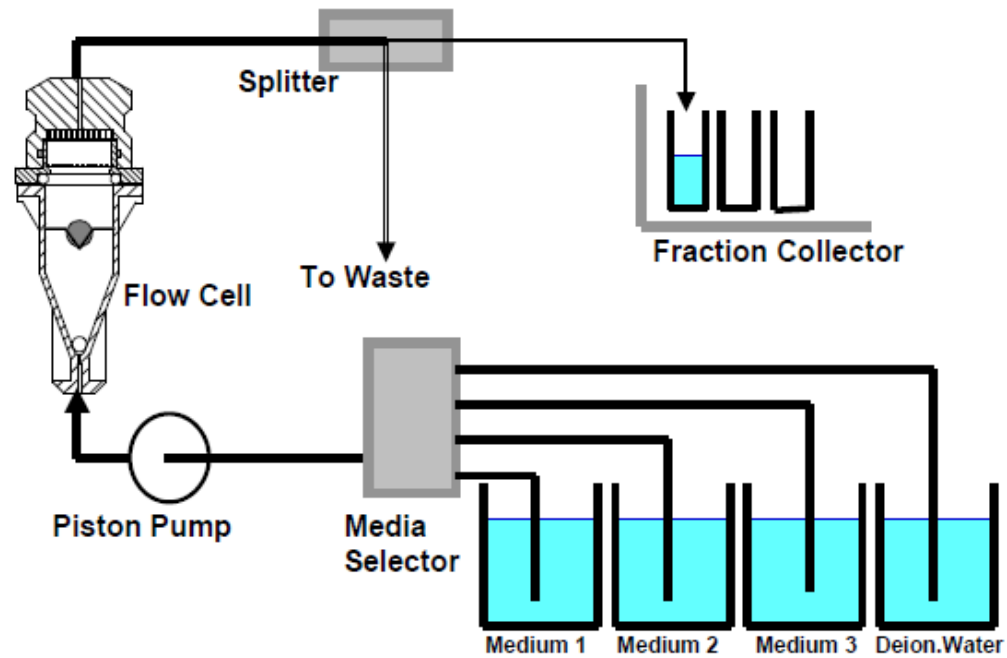 Splitter
Fraction Collector
To Waste
Flow Cell
Piston Pump
Media
Selector
Medium 1
Medium 2
Medium 3
Deion.Water